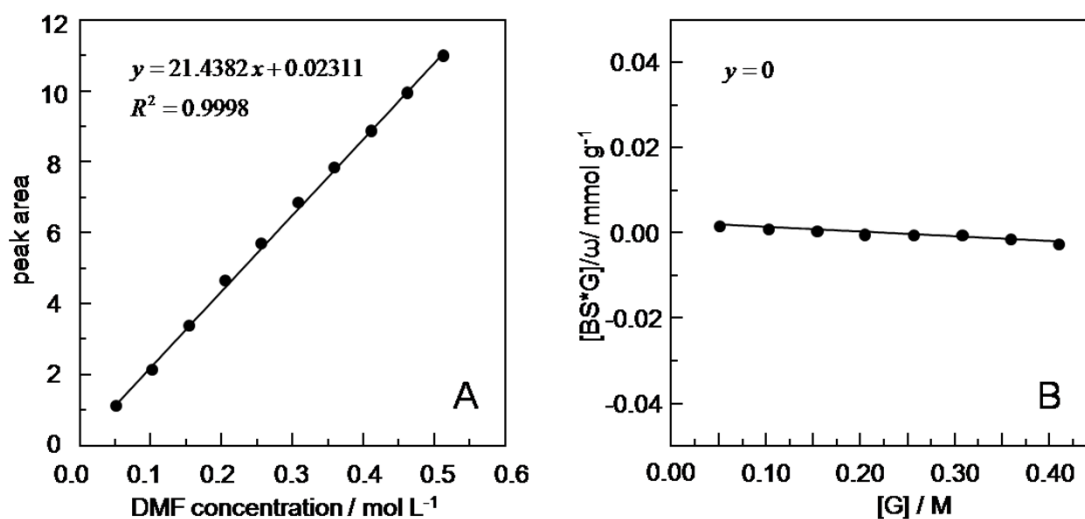 12
10
8
6
4
2
0
peak area
y = 21.4382 x + 0.02311
R² = 0.9998
A
0.0 0.1 0.2 0.3 0.4 0.5 0.6
DMF concentration / mol L⁻¹
0.04
0.02
0.00
-0.02
-0.04
[BS*G]/ω/ mmol g⁻¹
y = 0
B
0.00 0.10 0.20 0.30 0.40
[G] / M